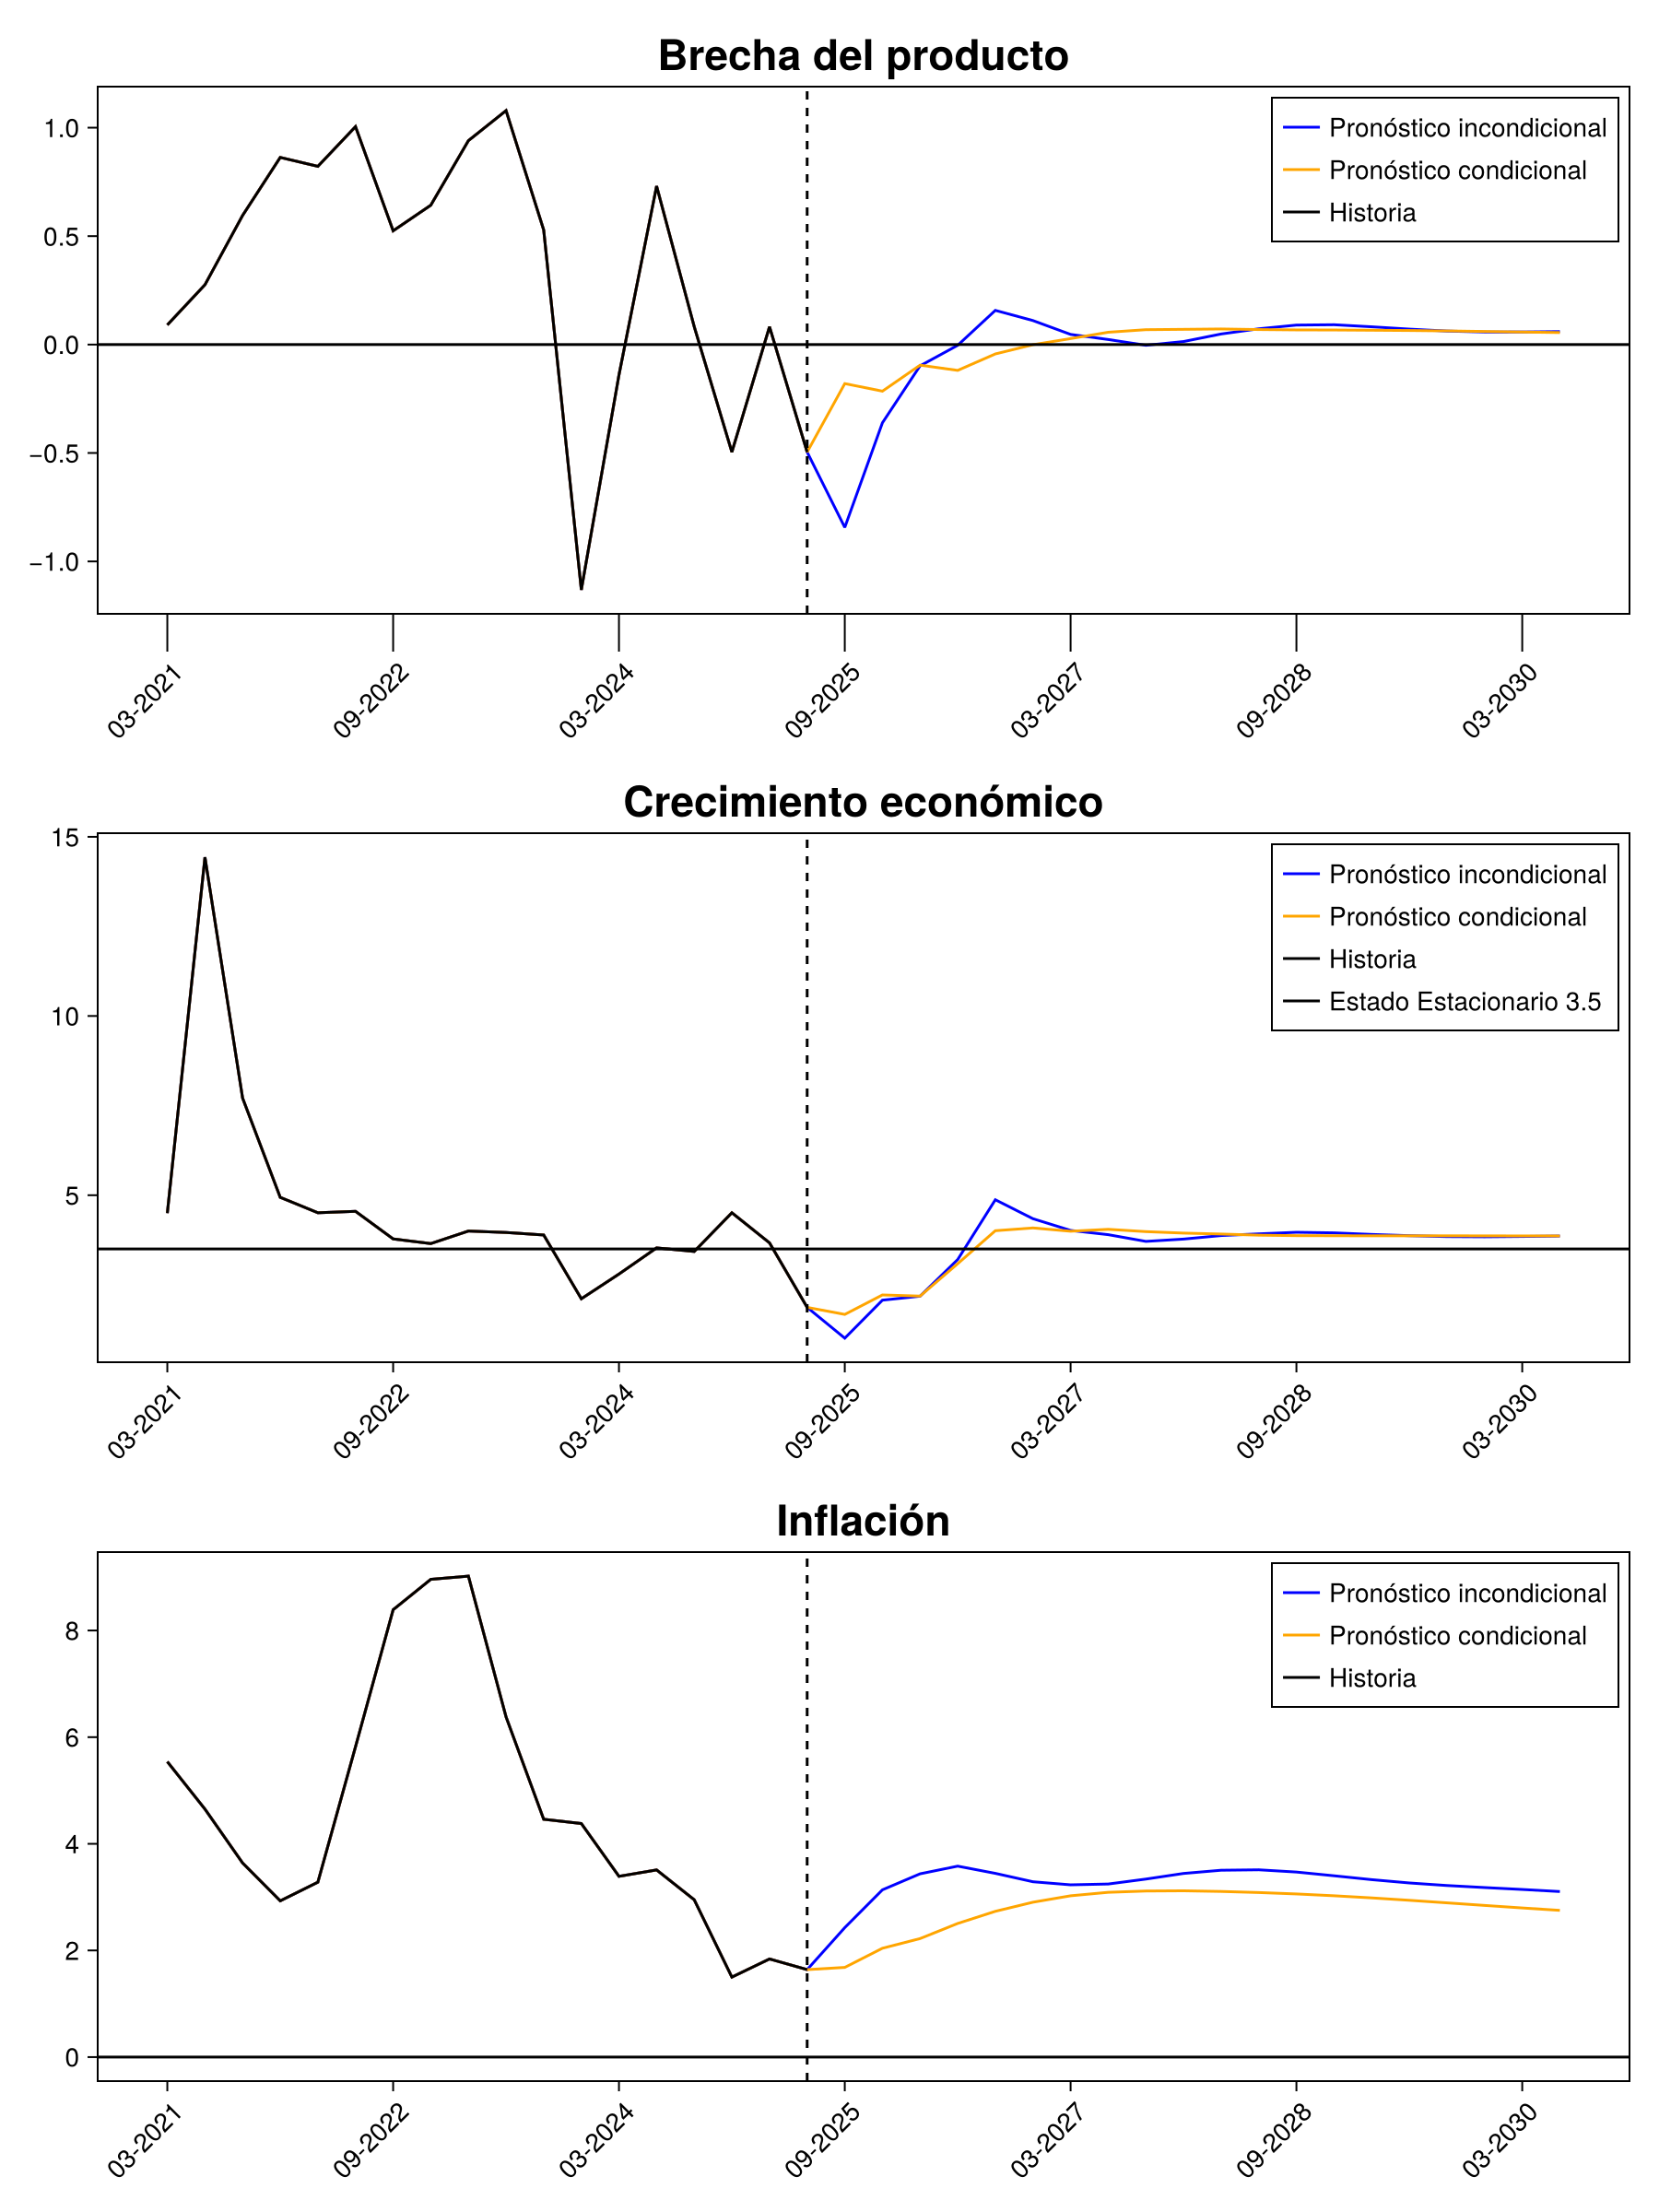 Brecha del producto
1.0
0.5
0.0
−0.5
−1.0
Pronóstico incondicional
Pronóstico condicional
Historia
03-2021
09-2022
03-2024
09-2025
03-2027
09-2028
03-2030
Crecimiento económico
15
10
5
Pronóstico incondicional
Pronóstico condicional
Historia
Estado Estacionario 3.5
03-2021
09-2022
03-2024
09-2025
03-2027
09-2028
03-2030
Inflación
8
6
4
2
0
Pronóstico incondicional
Pronóstico condicional
Historia
03-2021
09-2022
03-2024
09-2025
03-2027
09-2028
03-2030